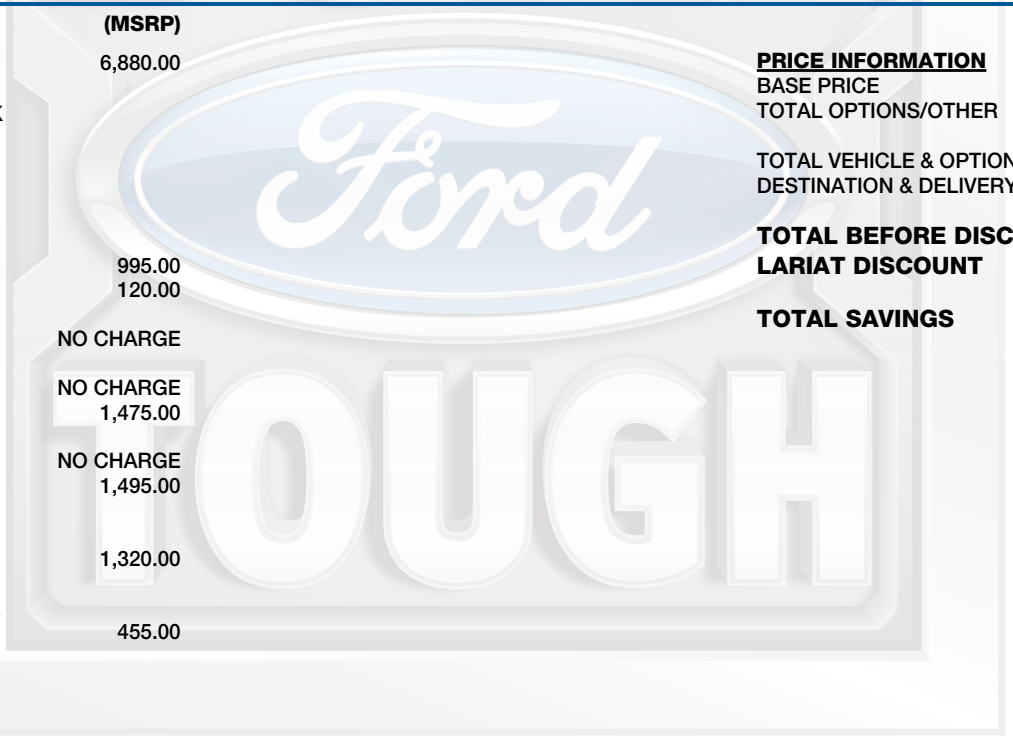 (MSRP)
6,880.00
995.00
120.00
NO CHARGE
NO CHARGE
1,475.00
NO CHARGE
1,495.00
1,320.00
455.00
PRICE INFORMATION
BASE PRICE
TOTAL OPTIONS/OTHER
TOTAL VEHICLE & OPTION
DESTINATION & DELIVERY
TOTAL BEFORE DISC
LARIAT DISCOUNT
TOTAL SAVINGS
Ford
TOUGH